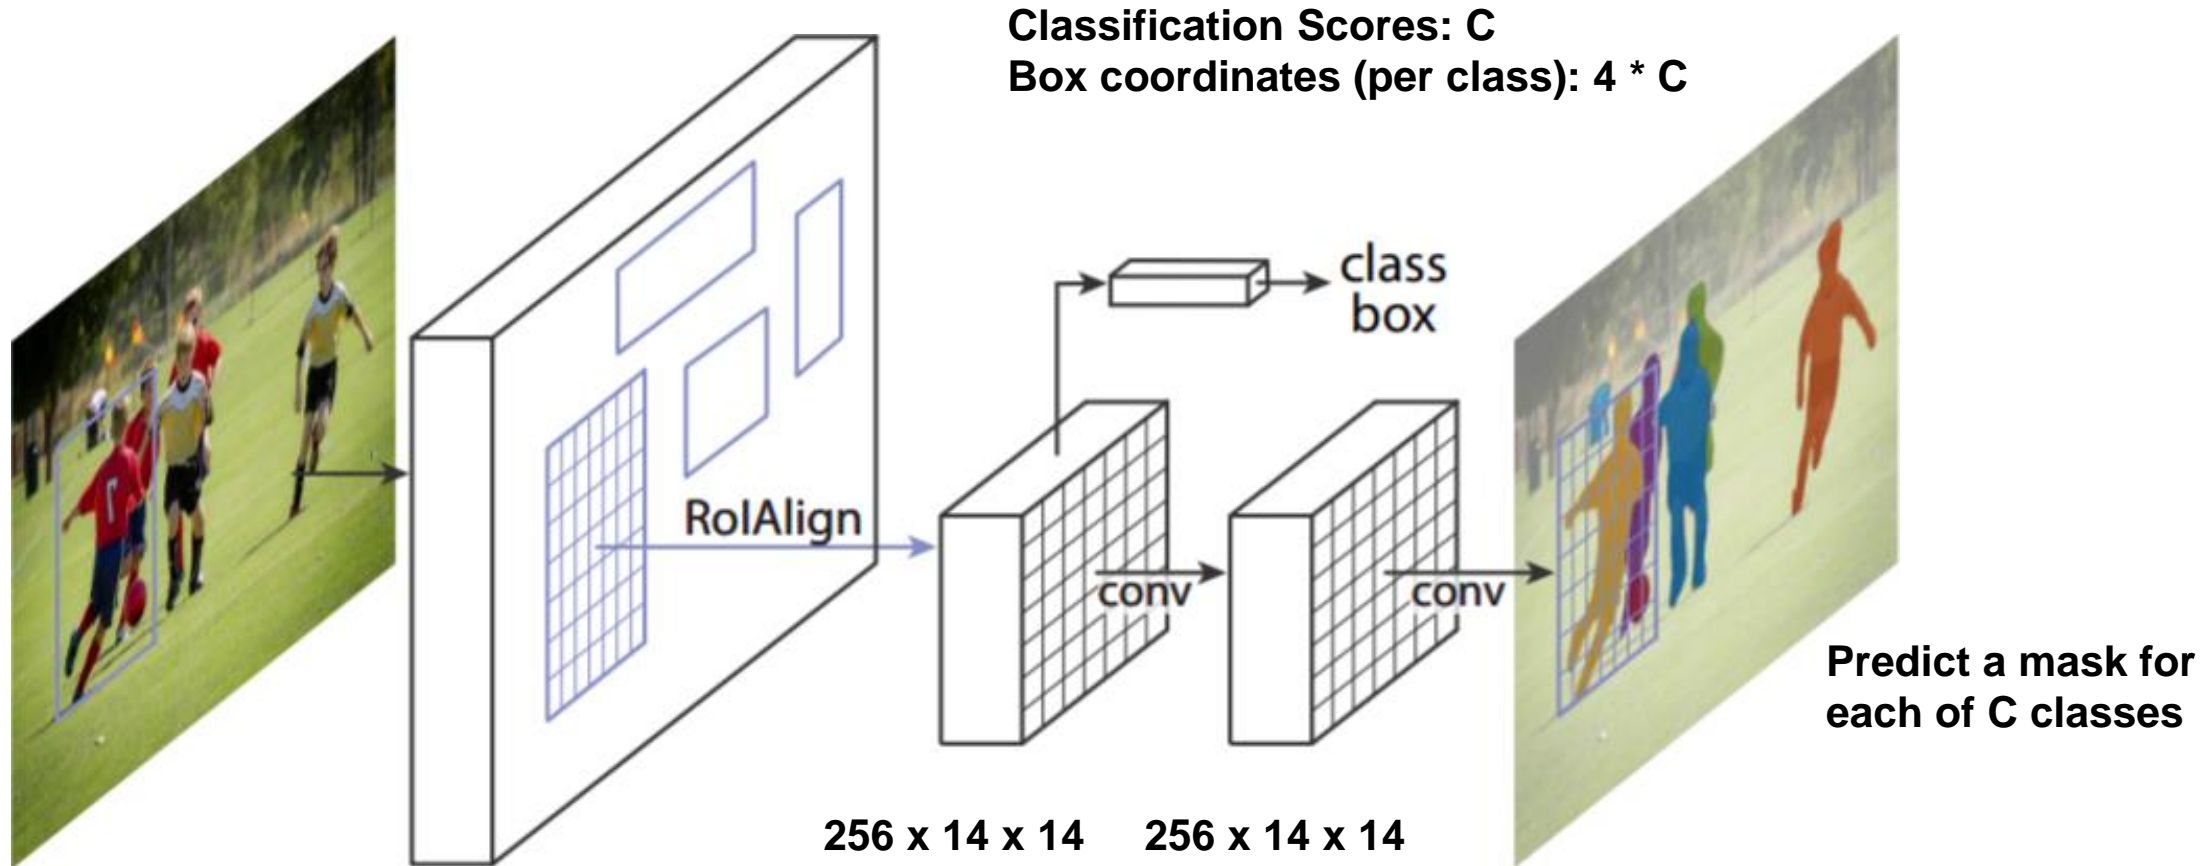 Classification Scores: C
Box coordinates (per class): 4 * C
class
box
RoIAlign
conv
conv
Predict a mask for
each of C classes
256 x 14 x 14
256 x 14 x 14